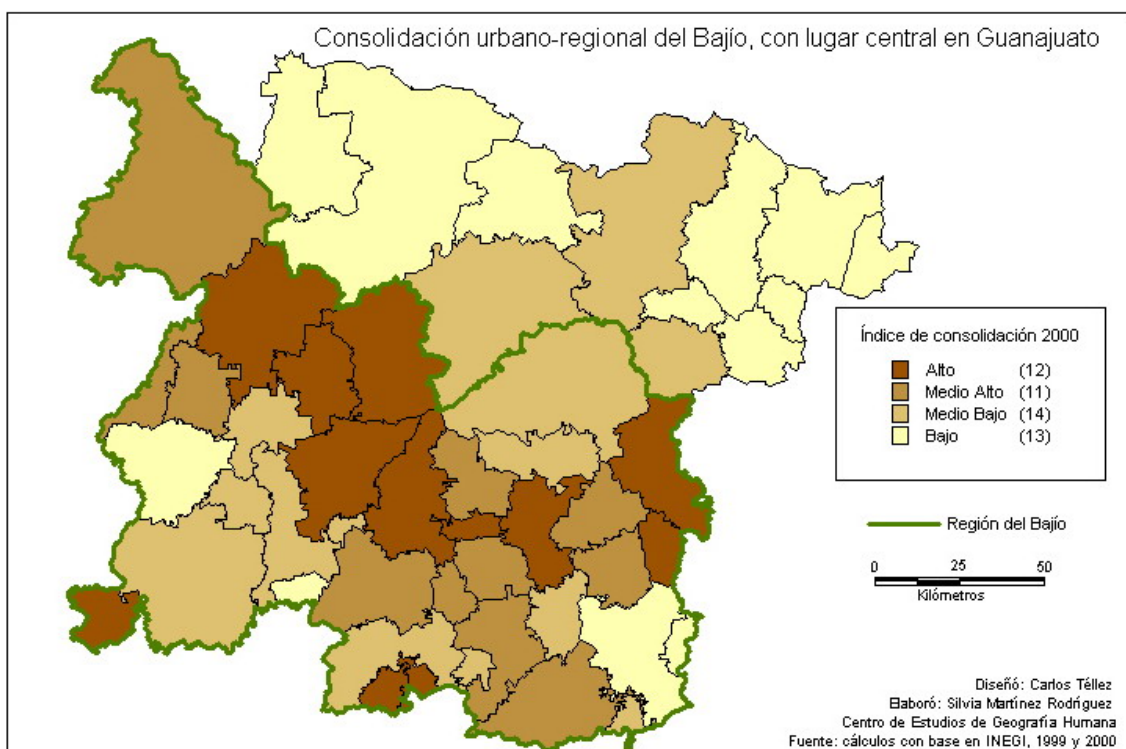 Consolidación urbano-regional del Bajío, con lugar central en Guanajuato
Índice de consolidación 2000
Alto (12)
Medio Alto (11)
Medio Bajo (14)
Bajo (13)
Región del Bajío
0 25 50
Kilómetros
Diseñó: Carlos Téllez
Elaboró: Silvia Martínez Rodríguez
Centro de Estudios de Geografía Humana
Fuente: cálculos con base en INEGI, 1999 y 2000